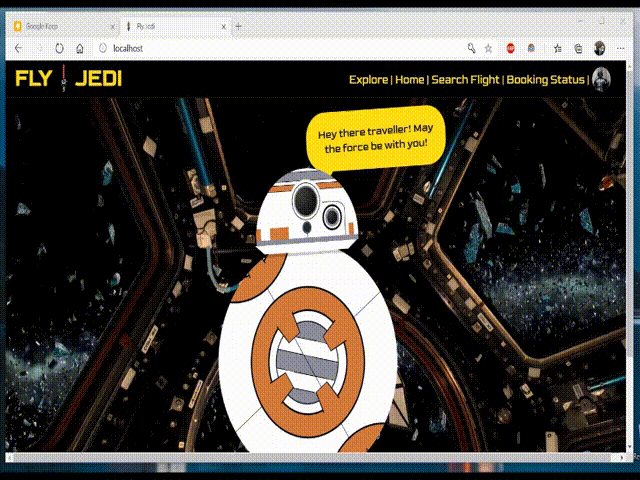 Google Keep
Fly Jedi
localhost
FLY JEDI
Explore | Home | Search Flight | Booking Status |
Hey there traveller! May
the force be with you!